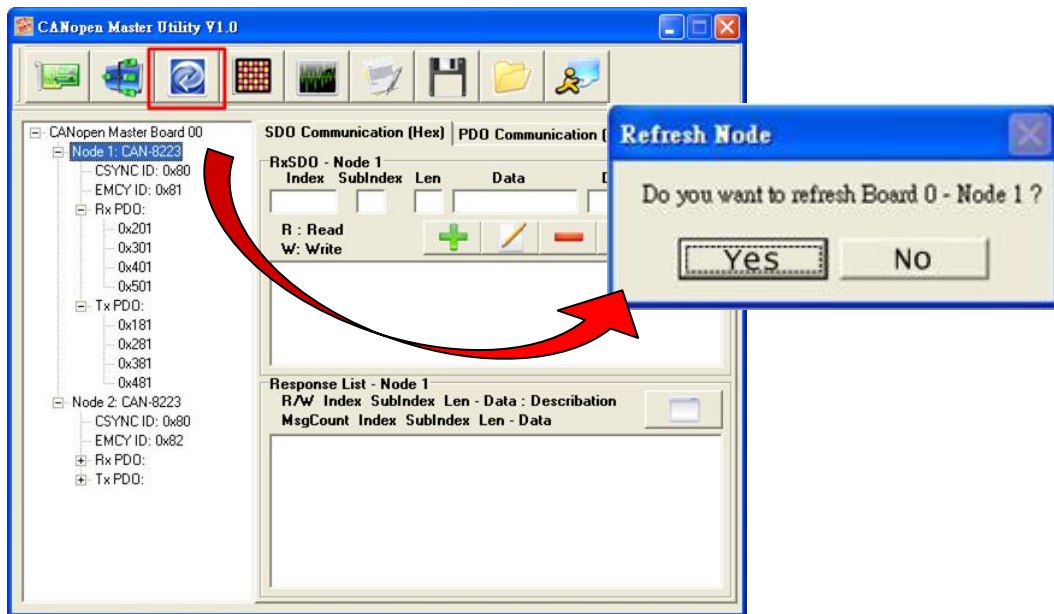 CANopen Master Utility V1.0
CANopen Master Board 00
Node 1: CAN-8223
CSYNC ID: 0x80
EMCY ID: 0x81
Rx PDO:
0x201
0x301
0x401
0x501
Tx PDO:
0x181
0x281
0x381
0x481
Node 2: CAN-8223
CSYNC ID: 0x80
EMCY ID: 0x82
Rx PDO:
Tx PDO:
SDO Communication (Hex) PDO Communication (
RxSDO - Node 1
Index SubIndex Len Data
R : Read
W: Write
Response List - Node 1
R/W Index SubIndex Len - Data : Describation
MsgCount Index SubIndex Len - Data
Refresh Node
Do you want to refresh Board 0 - Node 1 ?
Yes No